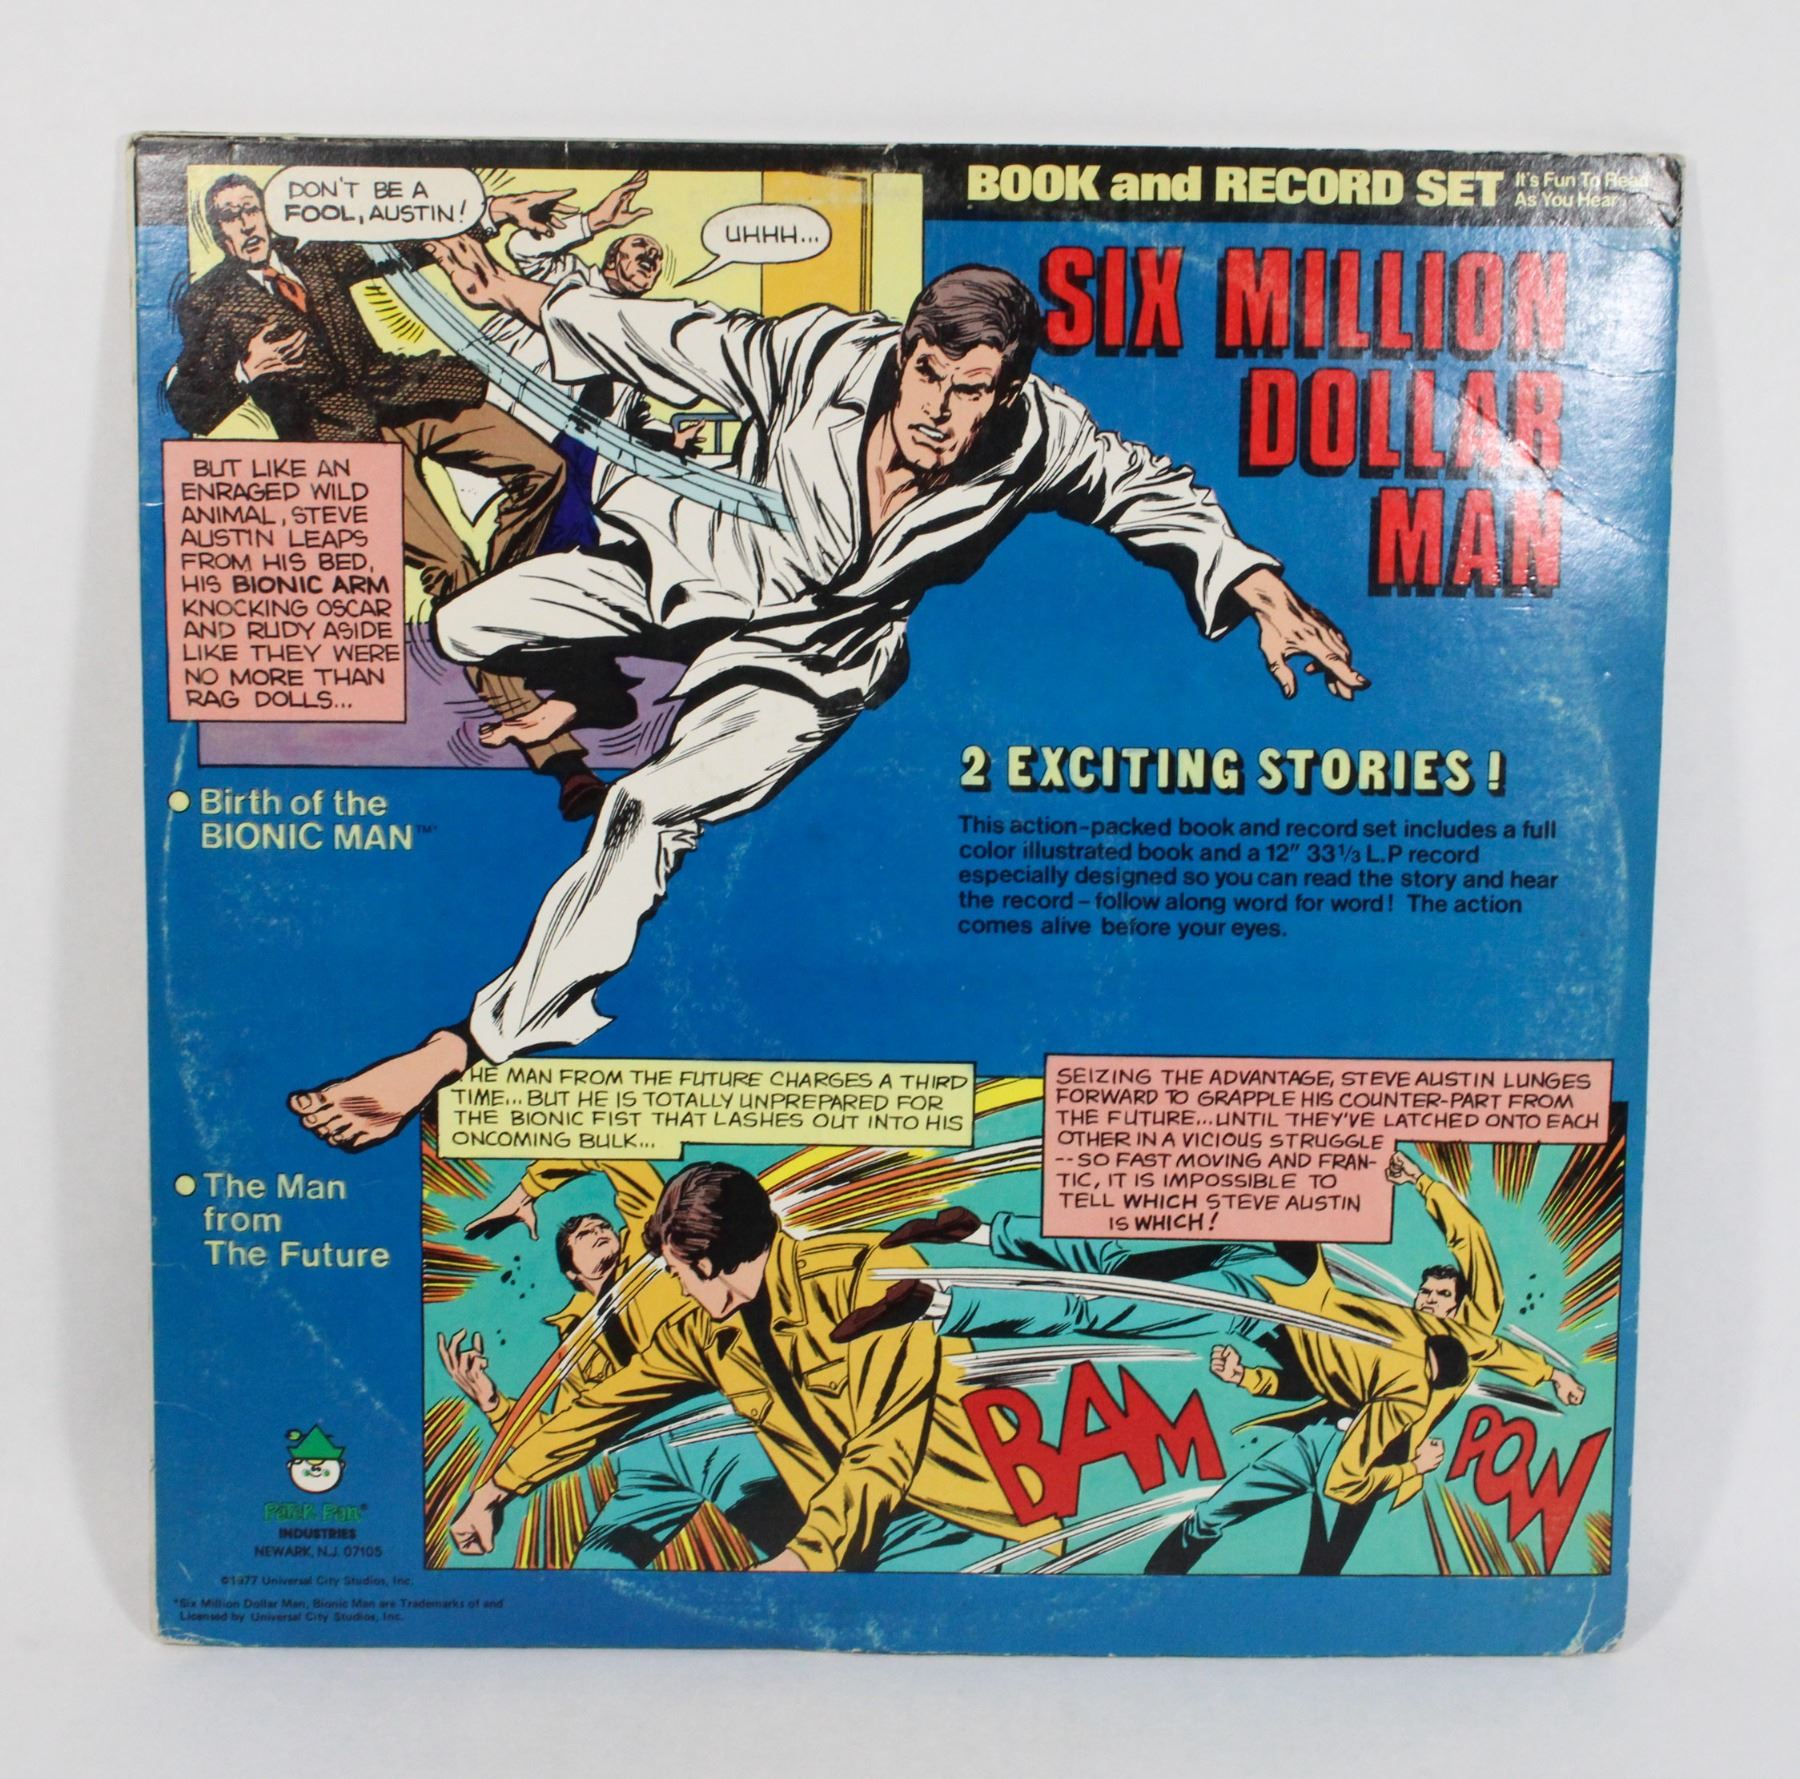 BOOK and RECORD SET
It's Fun To Read
As You Hear
DON'T BE A
FOOL, AUSTIN!
UHHH...
SIX MILLION
DOLLAR
MAN
BUT LIKE AN
ENRAGED WILD
ANIMAL, STEVE
AUSTIN LEAPS
FROM HIS BED,
HIS BIONIC ARM
KNOCKING OSCAR
AND RUDY ASIDE
LIKE THEY WERE
NO MORE THAN
RAG DOLLS...
Birth of the
BIONIC MAN™*
2 EXCITING STORIES!
This action-packed book and record set includes a full
color illustrated book and a 12" 33 1/3 L.P record
especially designed so you can read the story and hear
the record – follow along word for word! The action
comes alive before your eyes.
THE MAN FROM THE FUTURE CHARGES A THIRD
TIME... BUT HE IS TOTALLY UNPREPARED FOR
THE BIONIC FIST THAT LASHES OUT INTO HIS
ONCOMING BULK...
SEIZING THE ADVANTAGE, STEVE AUSTIN LUNGES
FORWARD TO GRAPPLE HIS COUNTER-PART FROM
THE FUTURE... UNTIL THEY'VE LATCHED ONTO EACH
OTHER IN A VICIOUS STRUGGLE
--SO FAST MOVING AND FRAN-
TIC, IT IS IMPOSSIBLE TO
TELL WHICH STEVE AUSTIN
IS WHICH!
The Man
from
The Future
BAM
POW
Peter Pan®
INDUSTRIES
NEWARK, N.J. 07105
©1977 Universal City Studios, Inc.
*Six Million Dollar Man, Bionic Man are Trademarks of and
Licensed by Universal City Studios, Inc.